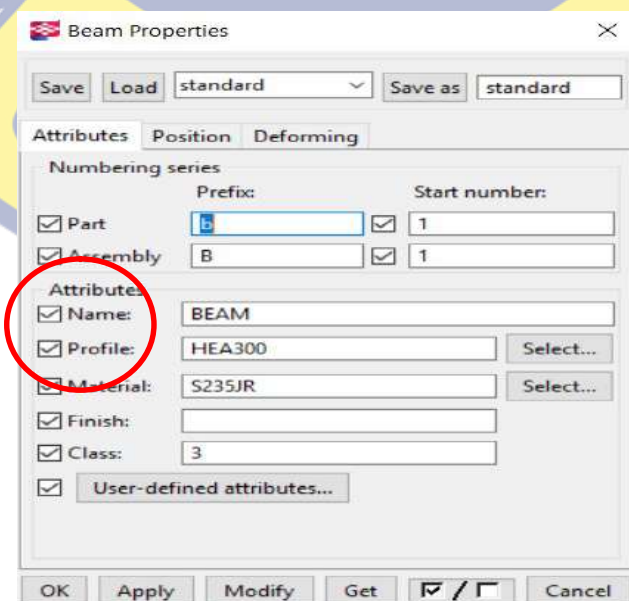 Beam Properties
Save Load standard Save as standard
Attributes Position Deforming
Numbering series
Prefix: Start number:
Part b 1
Assembly B 1
Attributes
Name: BEAM
Profile: HEA300 Select...
Material: S235JR Select...
Finish:
Class: 3
User-defined attributes...
OK Apply Modify Get / Cancel